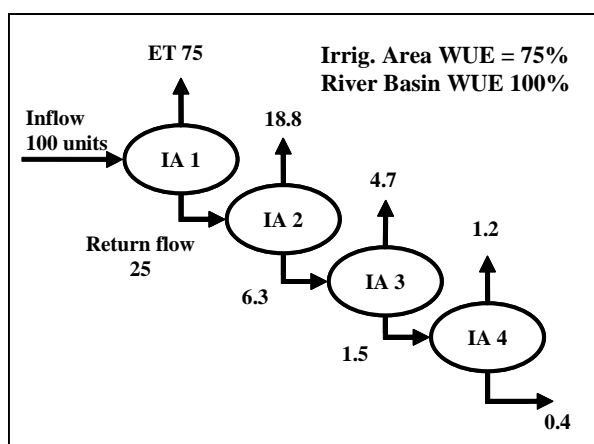 ET 75
Irrig. Area WUE = 75%
River Basin WUE 100%
Inflow
100 units
18.8
IA 1
4.7
IA 2
Return flow
25
1.2
6.3
IA 3
1.5
IA 4
0.4